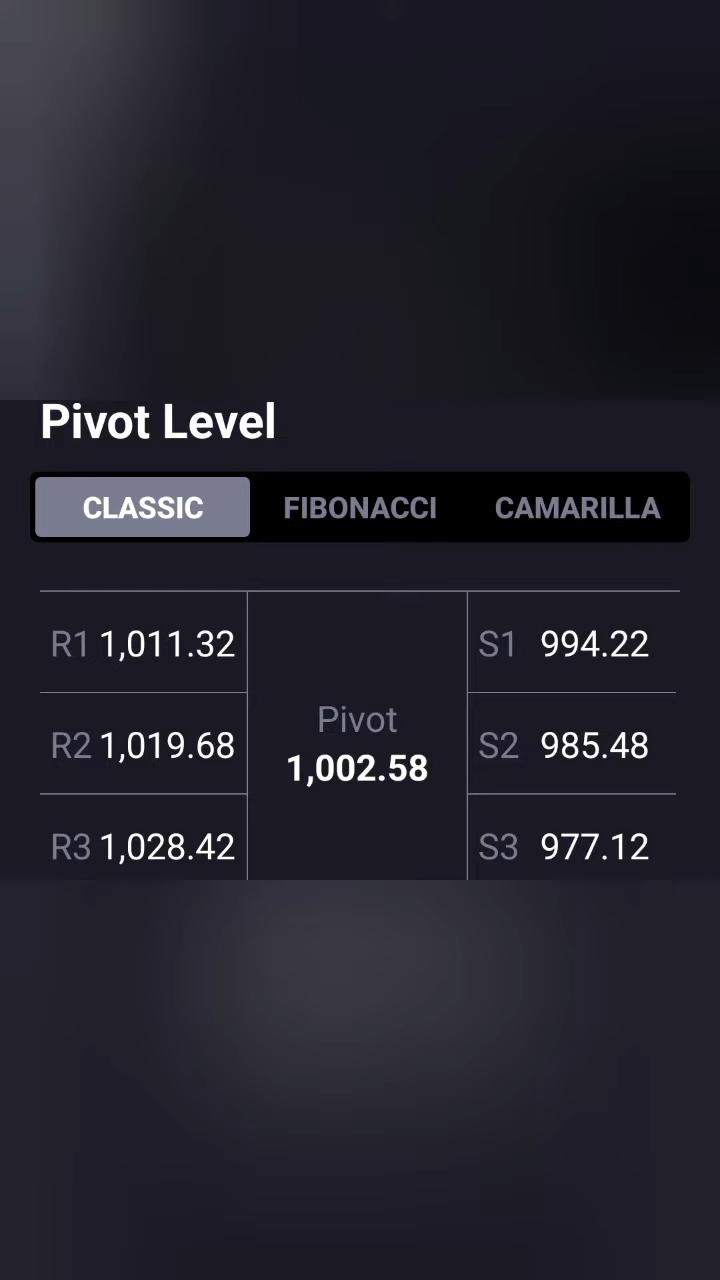 Pivot Level
CLASSIC FIBONACCI CAMARILLA
R1 1,011.32 S1 994.22
Pivot
R2 1,019.68 1,002.58 S2 985.48
R3 1,028.42 S3 977.12